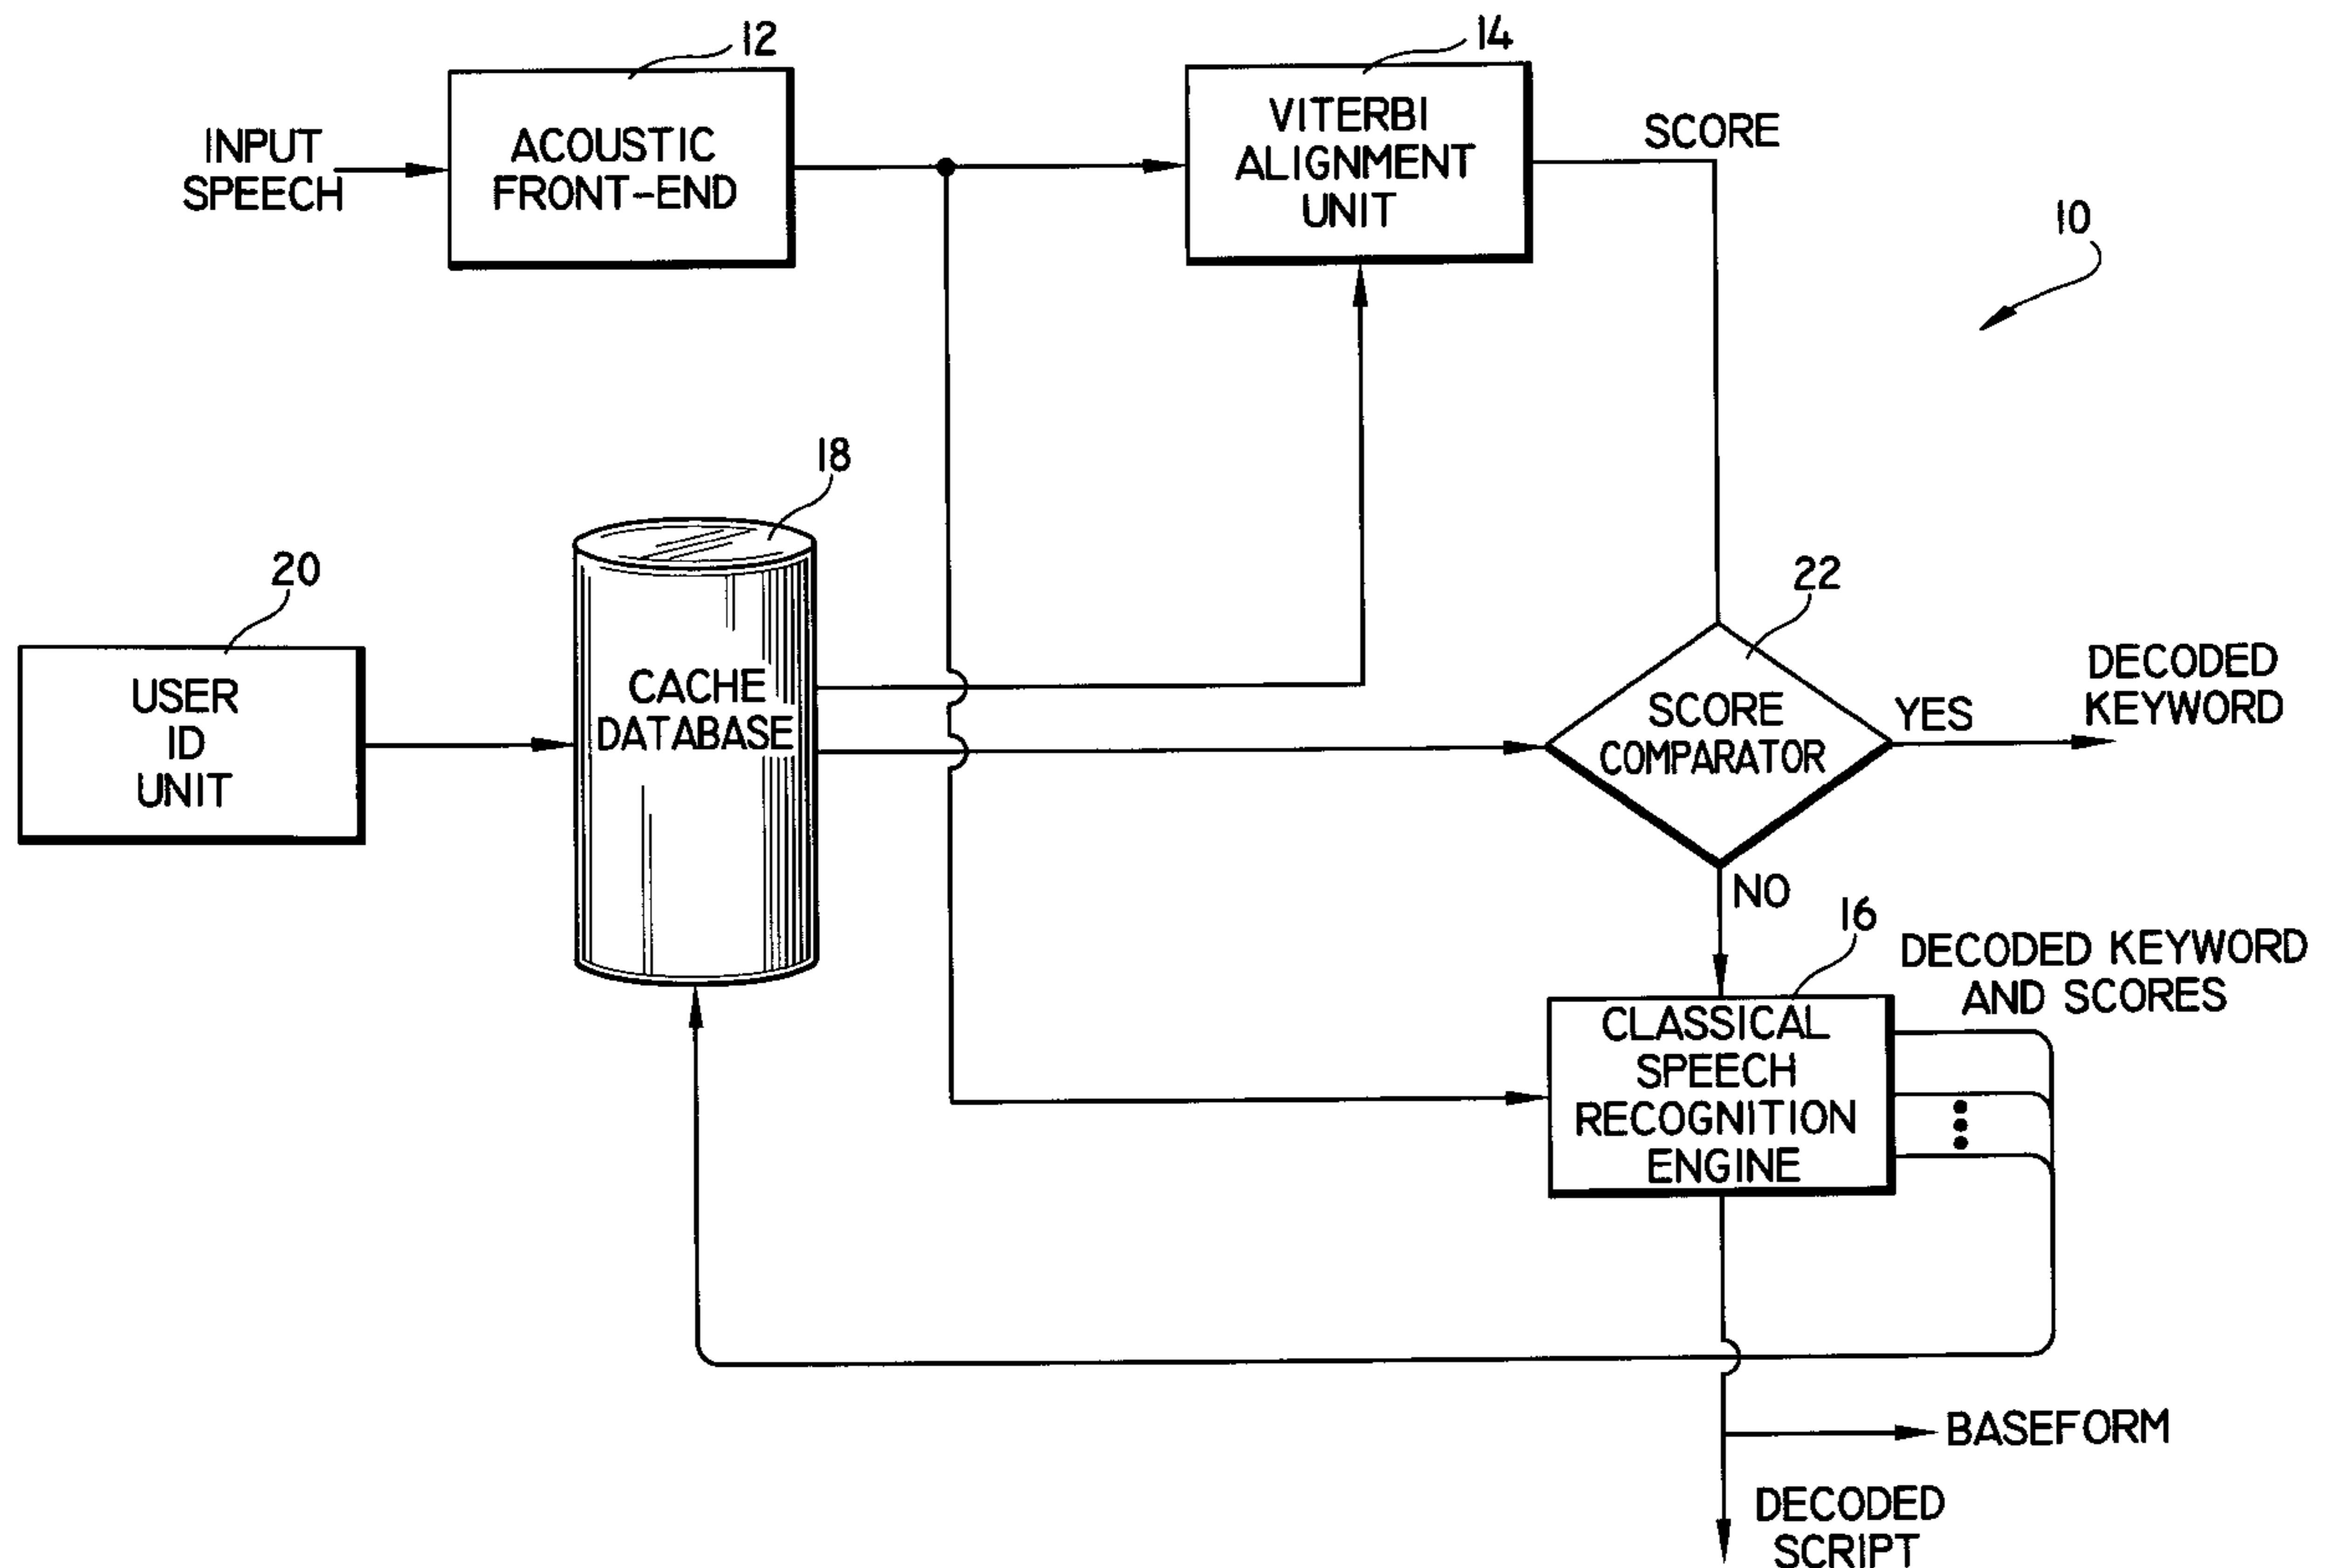 12
14
INPUT
SPEECH
ACOUSTIC
FRONT-END
VITERBI
ALIGNMENT
UNIT
SCORE
10
18
20
22
USER
ID
UNIT
CACHE
DATABASE
SCORE
COMPARATOR
YES
DECODED
KEYWORD
NO
16
DECODED KEYWORD
AND SCORES
CLASSICAL
SPEECH
RECOGNITION
ENGINE
BASEFORM
DECODED
SCRIPT